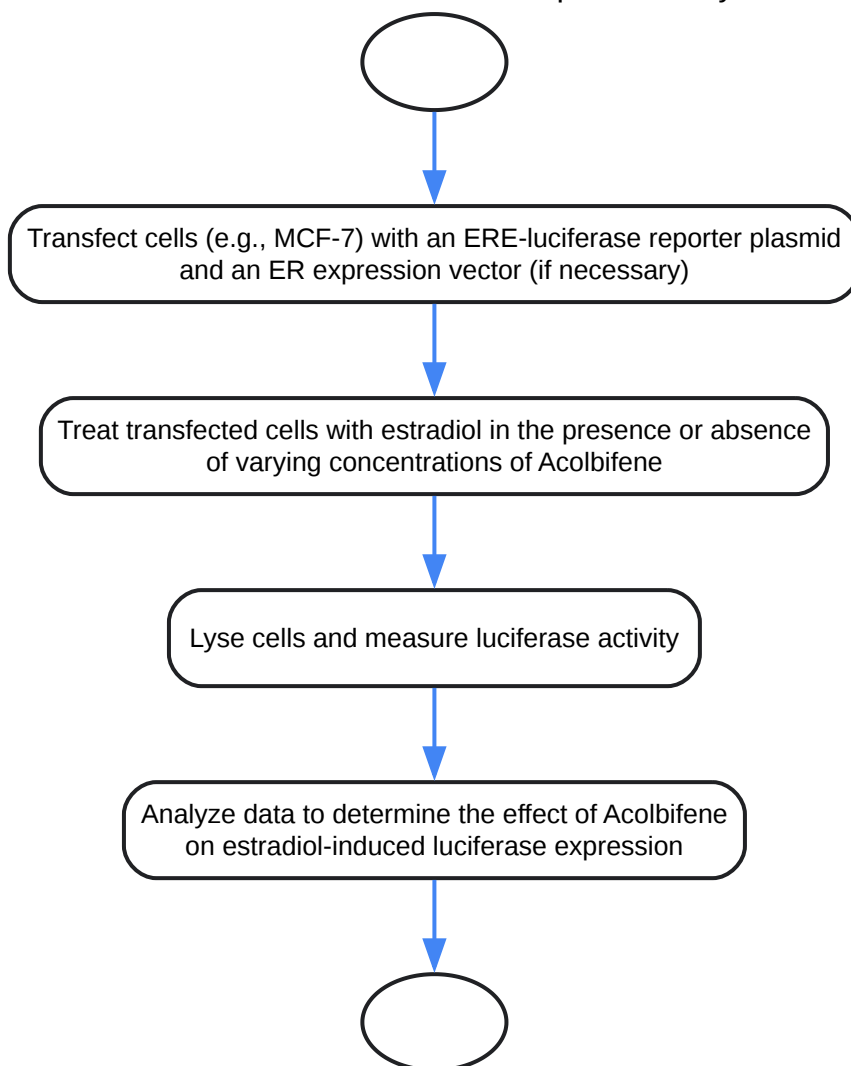 Transfect cells (e.g., MCF-7) with an ERE-luciferase reporter plasmid
and an ER expression vector (if necessary)
Treat transfected cells with estradiol in the presence or absence
of varying concentrations of Acolbifene
Lyse cells and measure luciferase activity
Analyze data to determine the effect of Acolbifene
on estradiol-induced luciferase expression